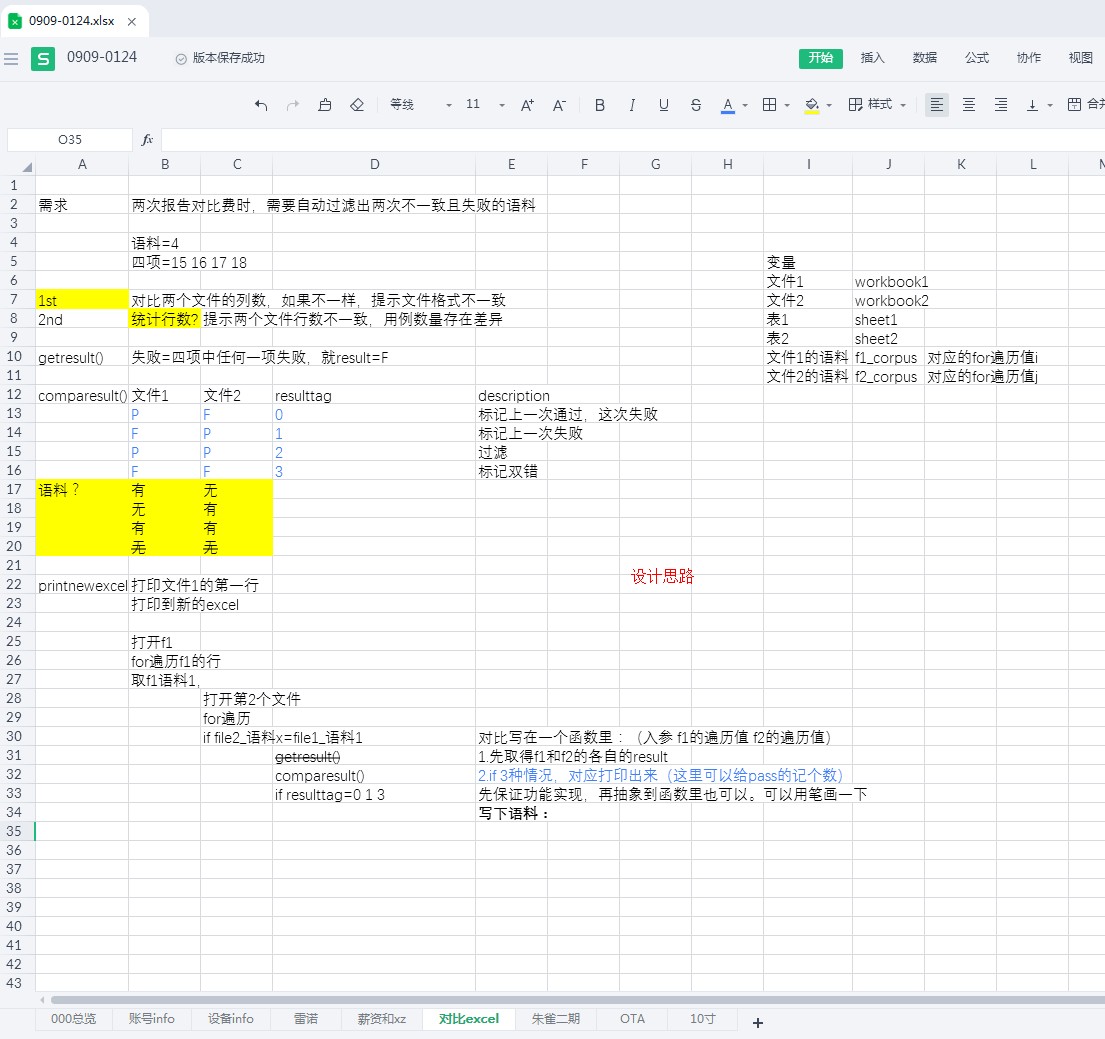 0909-0124.xlsx
0909-0124 版本保存成功 开始 插入 数据 公式 协作 视图
等线 11 A+ A- B I U S A 样式 合并
O35 fx
A B C D E F G H I J K L M
1
2 需求 两次报告对比费时，需要自动过滤出两次不一致且失败的语料
3
4 语料=4
5 四项=15 16 17 18 变量
6 文件1 workbook1
7 1st 对比两个文件的列数，如果不一样，提示文件格式不一致 文件2 workbook2
8 2nd 统计行数? 提示两个文件行数不一致，用例数量存在差异 表1 sheet1
9 表2 sheet2
10 getresult() 失败=四项中任何一项失败，就result=F 文件1的语料 f1_corpus 对应的for遍历值i
11 文件2的语料 f2_corpus 对应的for遍历值j
12 comparesult() 文件1 文件2 resulttag description
13 P F 0 标记上一次通过，这次失败
14 F P 1 标记上一次失败
15 P P 2 过滤
16 F F 3 标记双错
17 语料？ 有 无
18 无 有
19 有 有
20 无 无
21
设计思路
22 printnewexcel 打印文件1的第一行
23 打印到新的excel
24
25 打开f1
26 for遍历f1的行
27 取f1语料1,
28 打开第2个文件
29 for遍历
30 if file2_语料x=file1_语料1 对比写在一个函数里：（入参 f1的遍历值 f2的遍历值）
31 getresult() 1.先取得f1和f2的各自的result
32 comparesult() 2.if 3种情况，对应打印出来（这里可以给pass的记个数）
33 if resulttag=0 1 3 先保证功能实现，再抽象到函数里也可以。可以用笔画一下
34 写下语料：
35
36
37
38
39
40
41
42
43
000总览 账号info 设备info 雷诺 薪资和xz 对比excel 朱雀二期 OTA 10寸